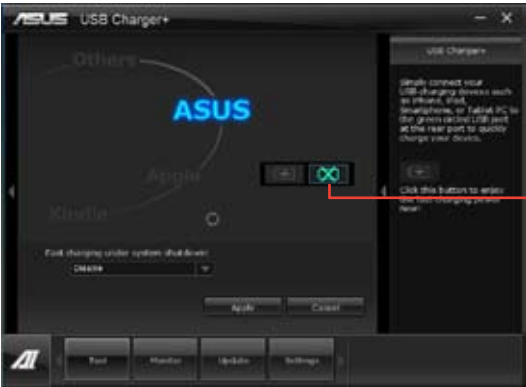 ASUS USB Charger+
Others
ASUS
Apple
Kindle
Fast charging under system shutdown:
Disable
Apply Cancel
USB Charger+
Simply connect your
USB-charging devices such
as iPhone, iPad,
Smartphone, or Tablet PC to
the green circled USB port
at the rear port to quickly
charge your device.
Click this button to enjoy
the fast charging power
now!
Tool Monitor Update Settings